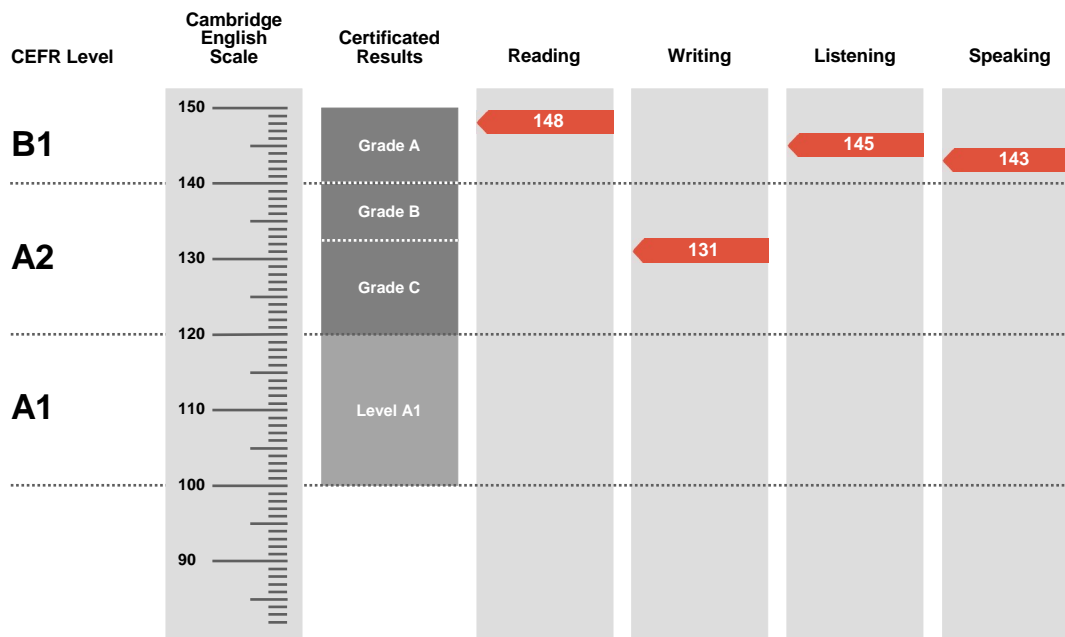 CEFR Level
Cambridge
English
Scale
Certificated
Results
Reading
Writing
Listening
Speaking
150
148
B1
Grade A
145
143
140
Grade B
A2
130
131
Grade C
120
A1
110
Level A1
100
90